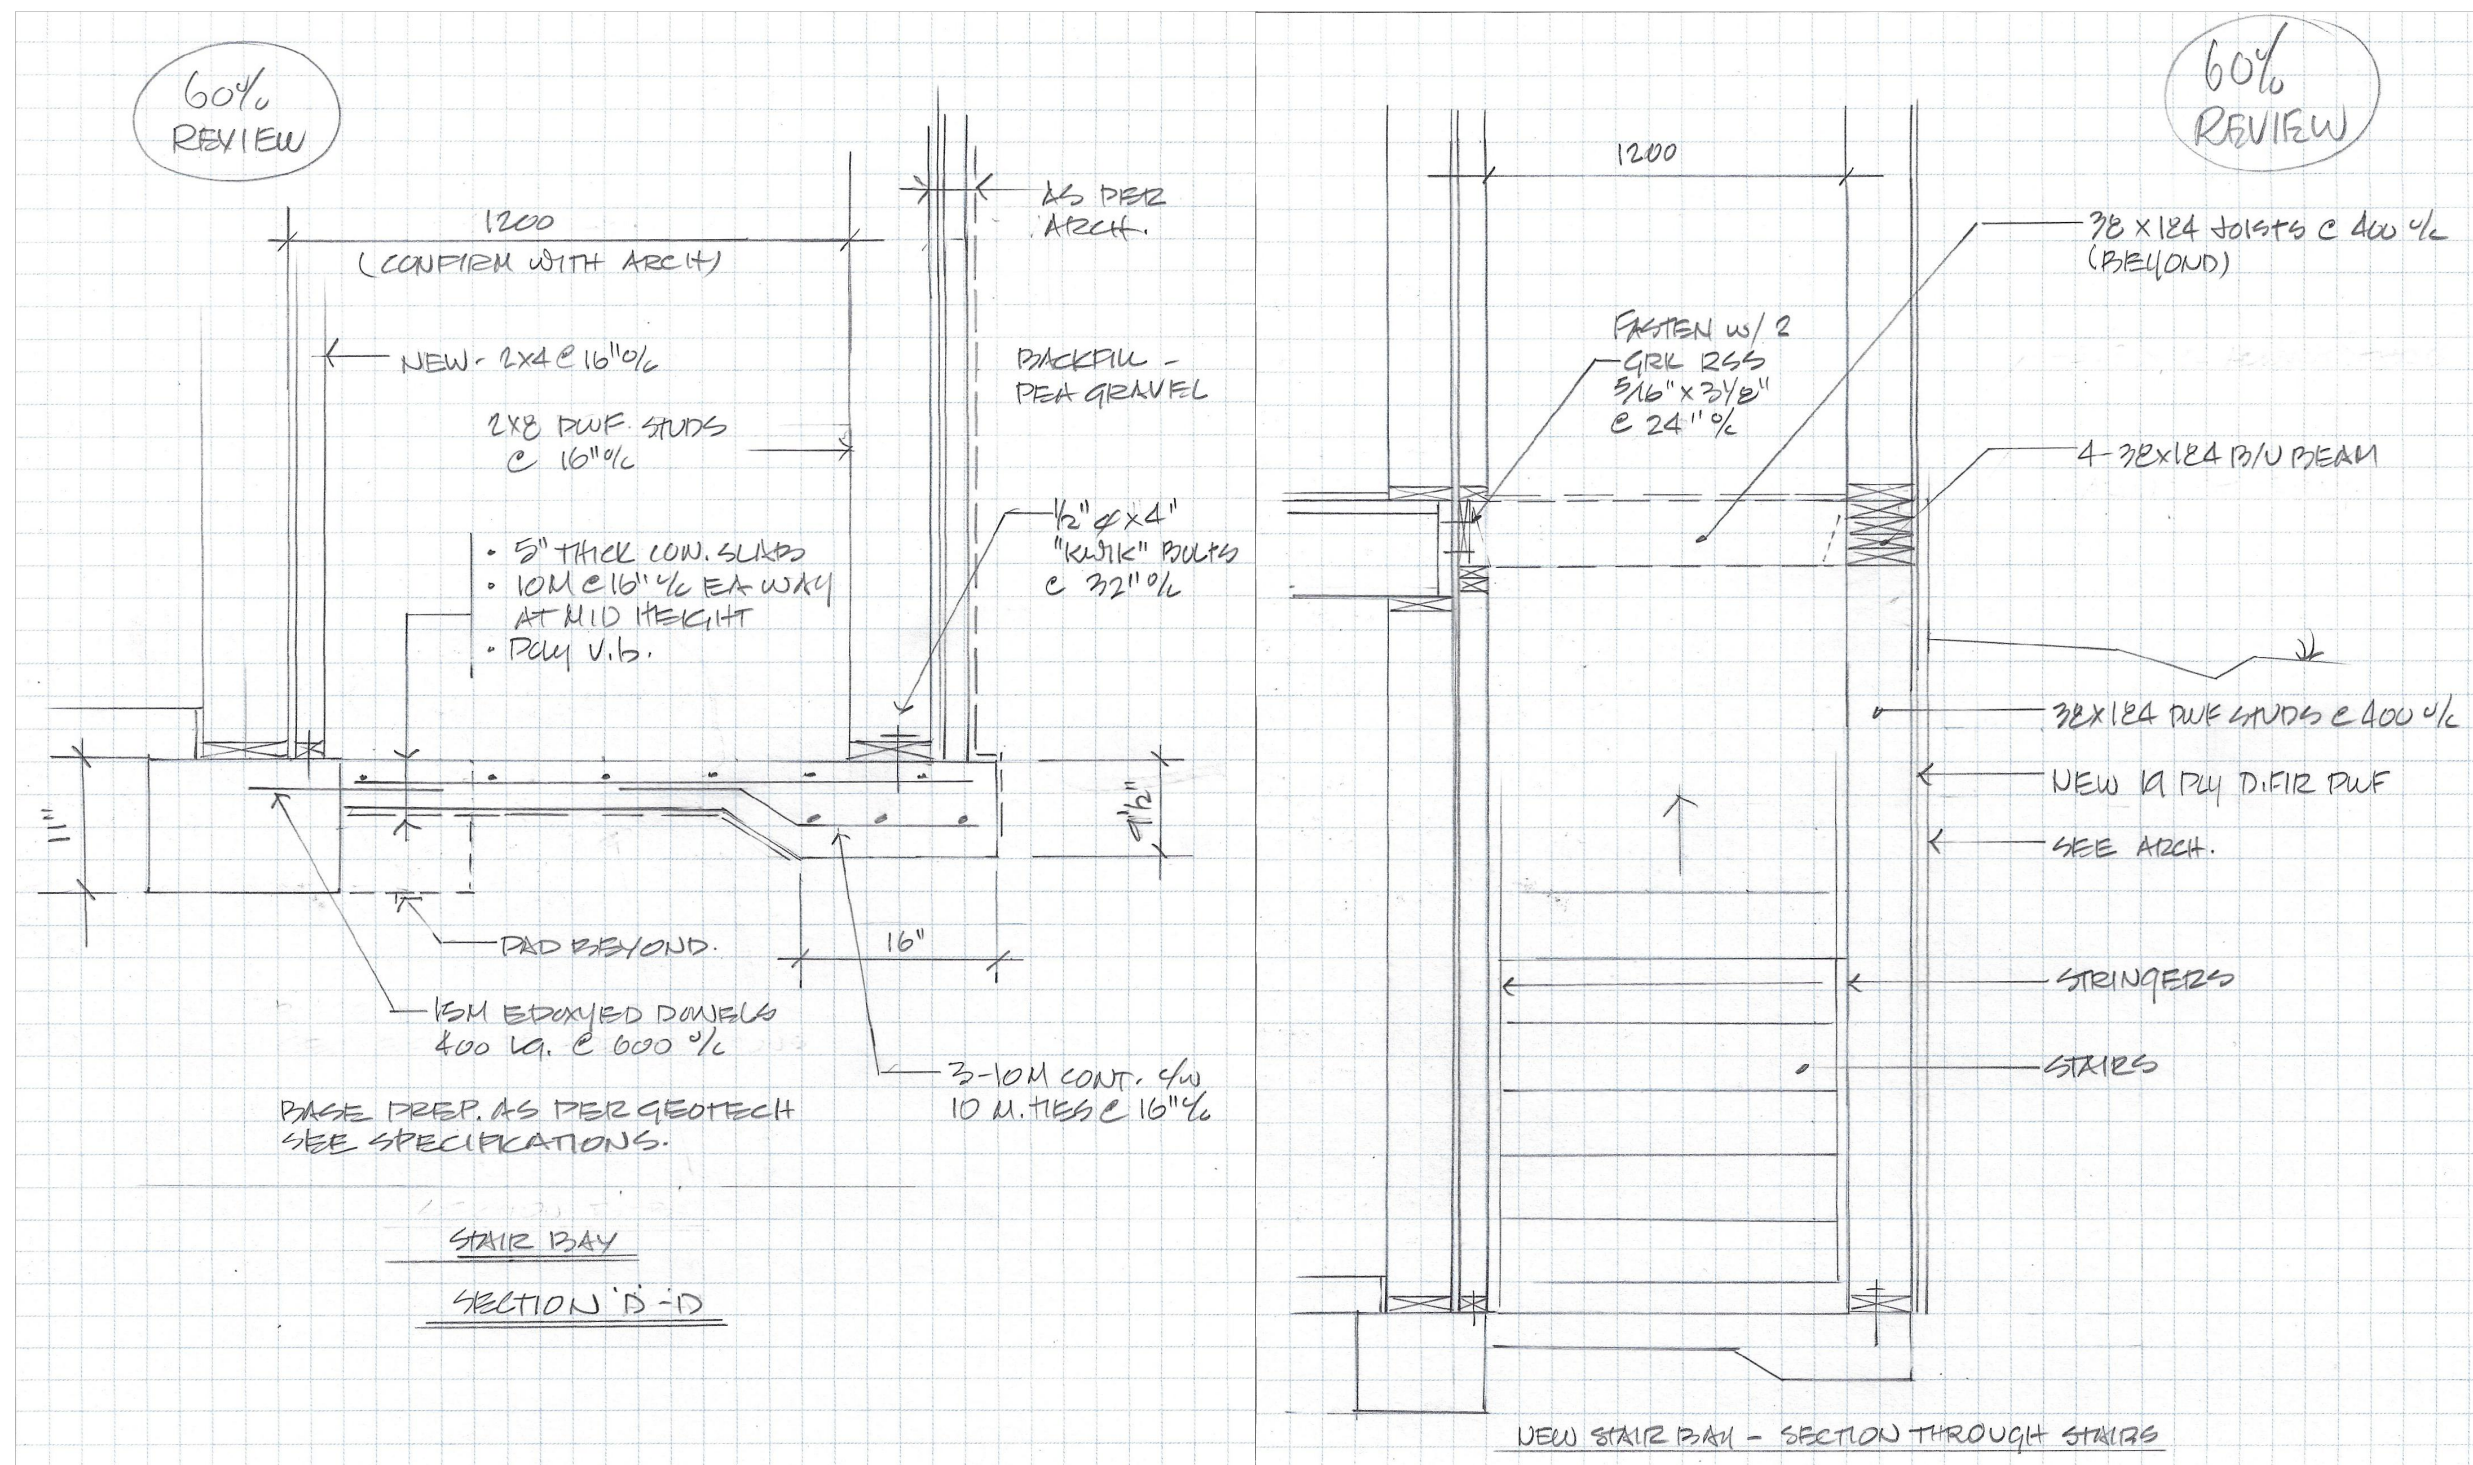 60%
REVIEW
1200
(CONFIRM WITH ARCH)
AS PER
ARCH.
NEW - 2X4 @ 16" O/C
2X8 PWF. STUDS
@ 16" O/C
BACKFILL -
PEA GRAVEL
1/2" ⌀ X 4"
"KWIK" BOLTS
@ 32" O/C
• 5" THICK CON. SLAB
• 10M @ 16" O/C EA WAY
AT MID HEIGHT
• POLY V.b.
11"
9 1/2"
16"
PAD BEYOND.
15M EPOXYED DOWELS
400 LG. @ 600 O/C
3-10M CONT. C/W
10 M. TIES @ 16" O/C
BASE PREP. AS PER GEOTECH
SEE SPECIFICATIONS.
STAIR BAY
SECTION 'D-D
60%
REVIEW
1200
38 X 184 JOISTS @ 400 O/C
(BEYOND)
FASTEN W/ 2
GRK RSS
5/16" X 3 1/8"
@ 24" O/C
4-38X184 B/U BEAM
38X184 PWF STUDS @ 400 O/C
NEW 19 PLY D.FIR PWF
SEE ARCH.
STRINGERS
STAIRS
NEW STAIR BAY - SECTION THROUGH STAIRS